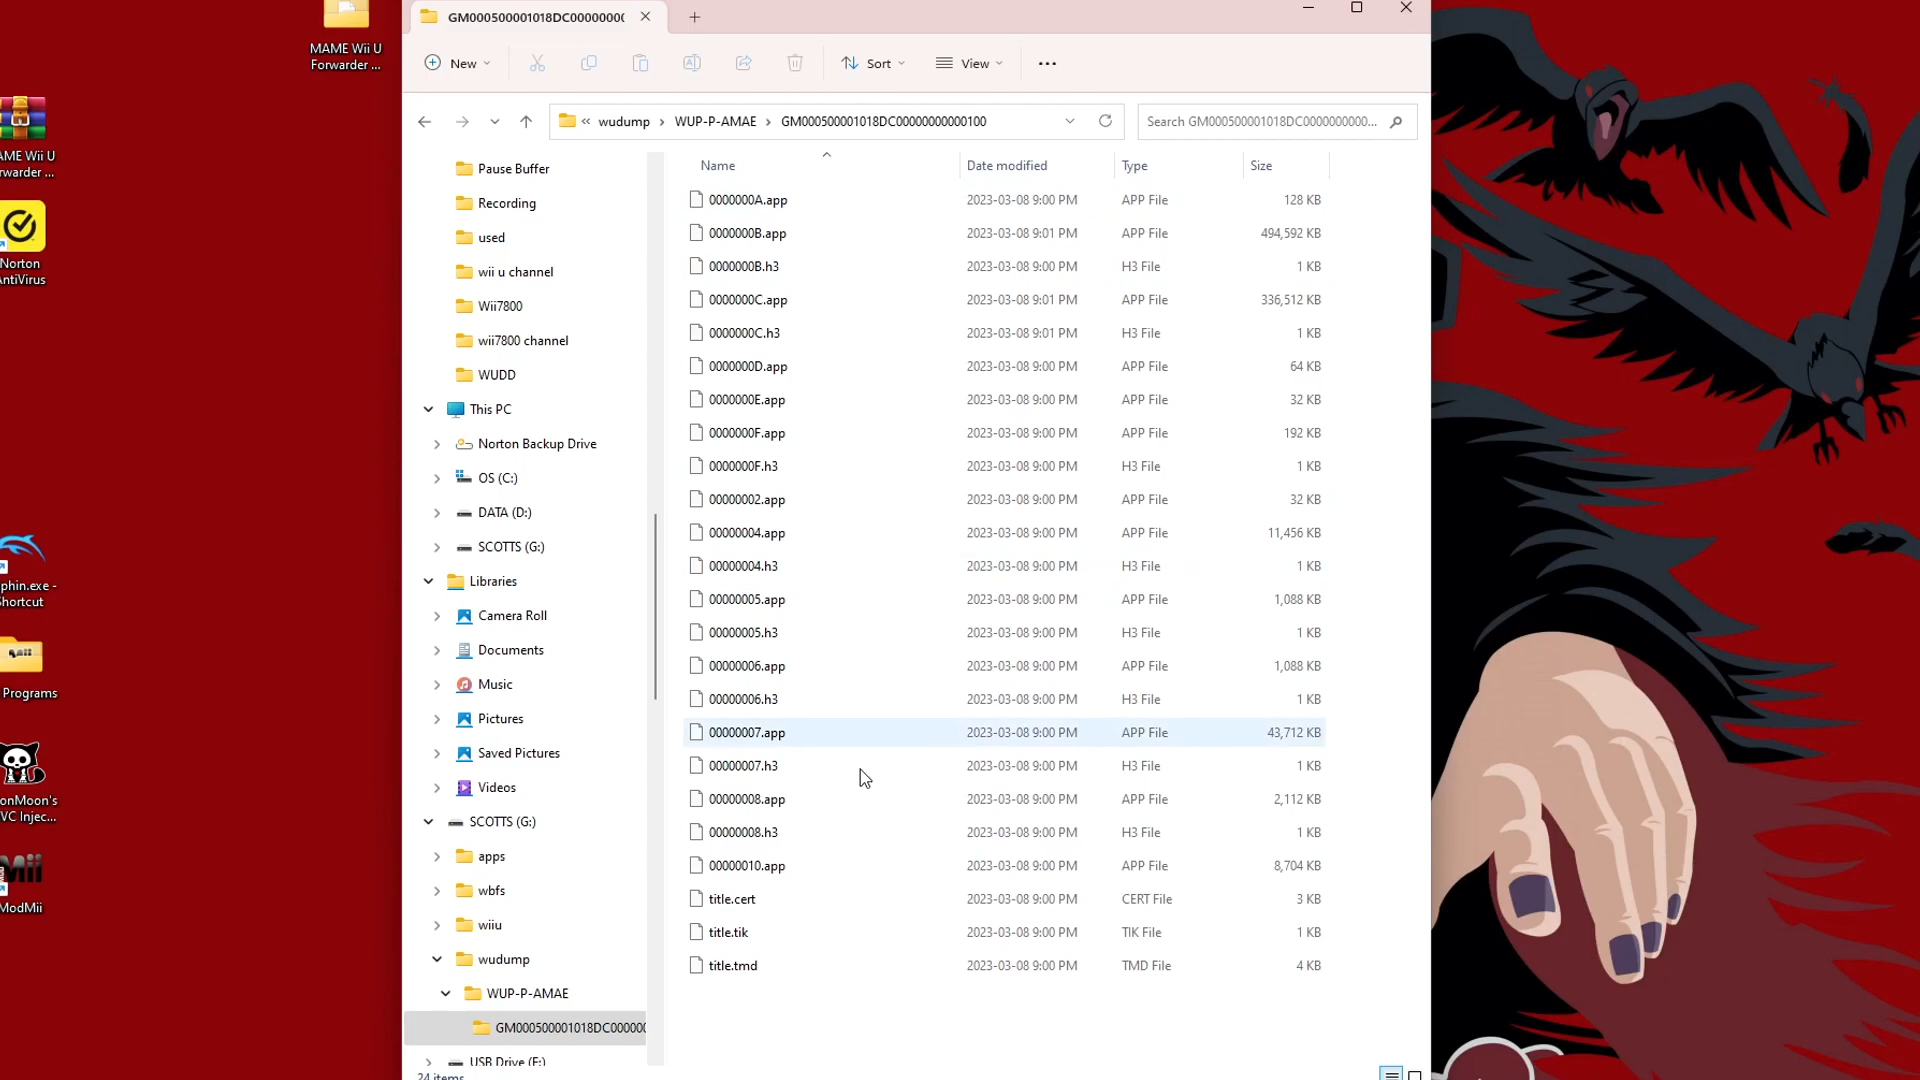 MAME Wii U
Forwarder ...
AME Wii U
rwarder ...
Norton
AntiVirus
phin.exe -
Shortcut
Programs
onMoon's
VC Injec...
ModMii
GM000500001018DC0000000(
New
Sort
View
« wudump > WUP-P-AMAE > GM000500001018DC00000000000100
Search GM000500001018DC0000000000...
Pause Buffer
Recording
used
wii u channel
Wii7800
wii7800 channel
WUDD
This PC
Norton Backup Drive
OS (C:)
DATA (D:)
SCOTTS (G:)
Libraries
Camera Roll
Documents
Music
Pictures
Saved Pictures
Videos
SCOTTS (G:)
apps
wbfs
wiiu
wudump
WUP-P-AMAE
GM000500001018DC000000
USB Drive (F:)
24 items
Name Date modified Type Size
0000000A.app 2023-03-08 9:00 PM APP File 128 KB
0000000B.app 2023-03-08 9:01 PM APP File 494,592 KB
0000000B.h3 2023-03-08 9:00 PM H3 File 1 KB
0000000C.app 2023-03-08 9:01 PM APP File 336,512 KB
0000000C.h3 2023-03-08 9:01 PM H3 File 1 KB
0000000D.app 2023-03-08 9:00 PM APP File 64 KB
0000000E.app 2023-03-08 9:00 PM APP File 32 KB
0000000F.app 2023-03-08 9:00 PM APP File 192 KB
0000000F.h3 2023-03-08 9:00 PM H3 File 1 KB
00000002.app 2023-03-08 9:00 PM APP File 32 KB
00000004.app 2023-03-08 9:00 PM APP File 11,456 KB
00000004.h3 2023-03-08 9:00 PM H3 File 1 KB
00000005.app 2023-03-08 9:00 PM APP File 1,088 KB
00000005.h3 2023-03-08 9:00 PM H3 File 1 KB
00000006.app 2023-03-08 9:00 PM APP File 1,088 KB
00000006.h3 2023-03-08 9:00 PM H3 File 1 KB
00000007.app 2023-03-08 9:00 PM APP File 43,712 KB
00000007.h3 2023-03-08 9:00 PM H3 File 1 KB
00000008.app 2023-03-08 9:00 PM APP File 2,112 KB
00000008.h3 2023-03-08 9:00 PM H3 File 1 KB
00000010.app 2023-03-08 9:00 PM APP File 8,704 KB
title.cert 2023-03-08 9:00 PM CERT File 3 KB
title.tik 2023-03-08 9:00 PM TIK File 1 KB
title.tmd 2023-03-08 9:00 PM TMD File 4 KB